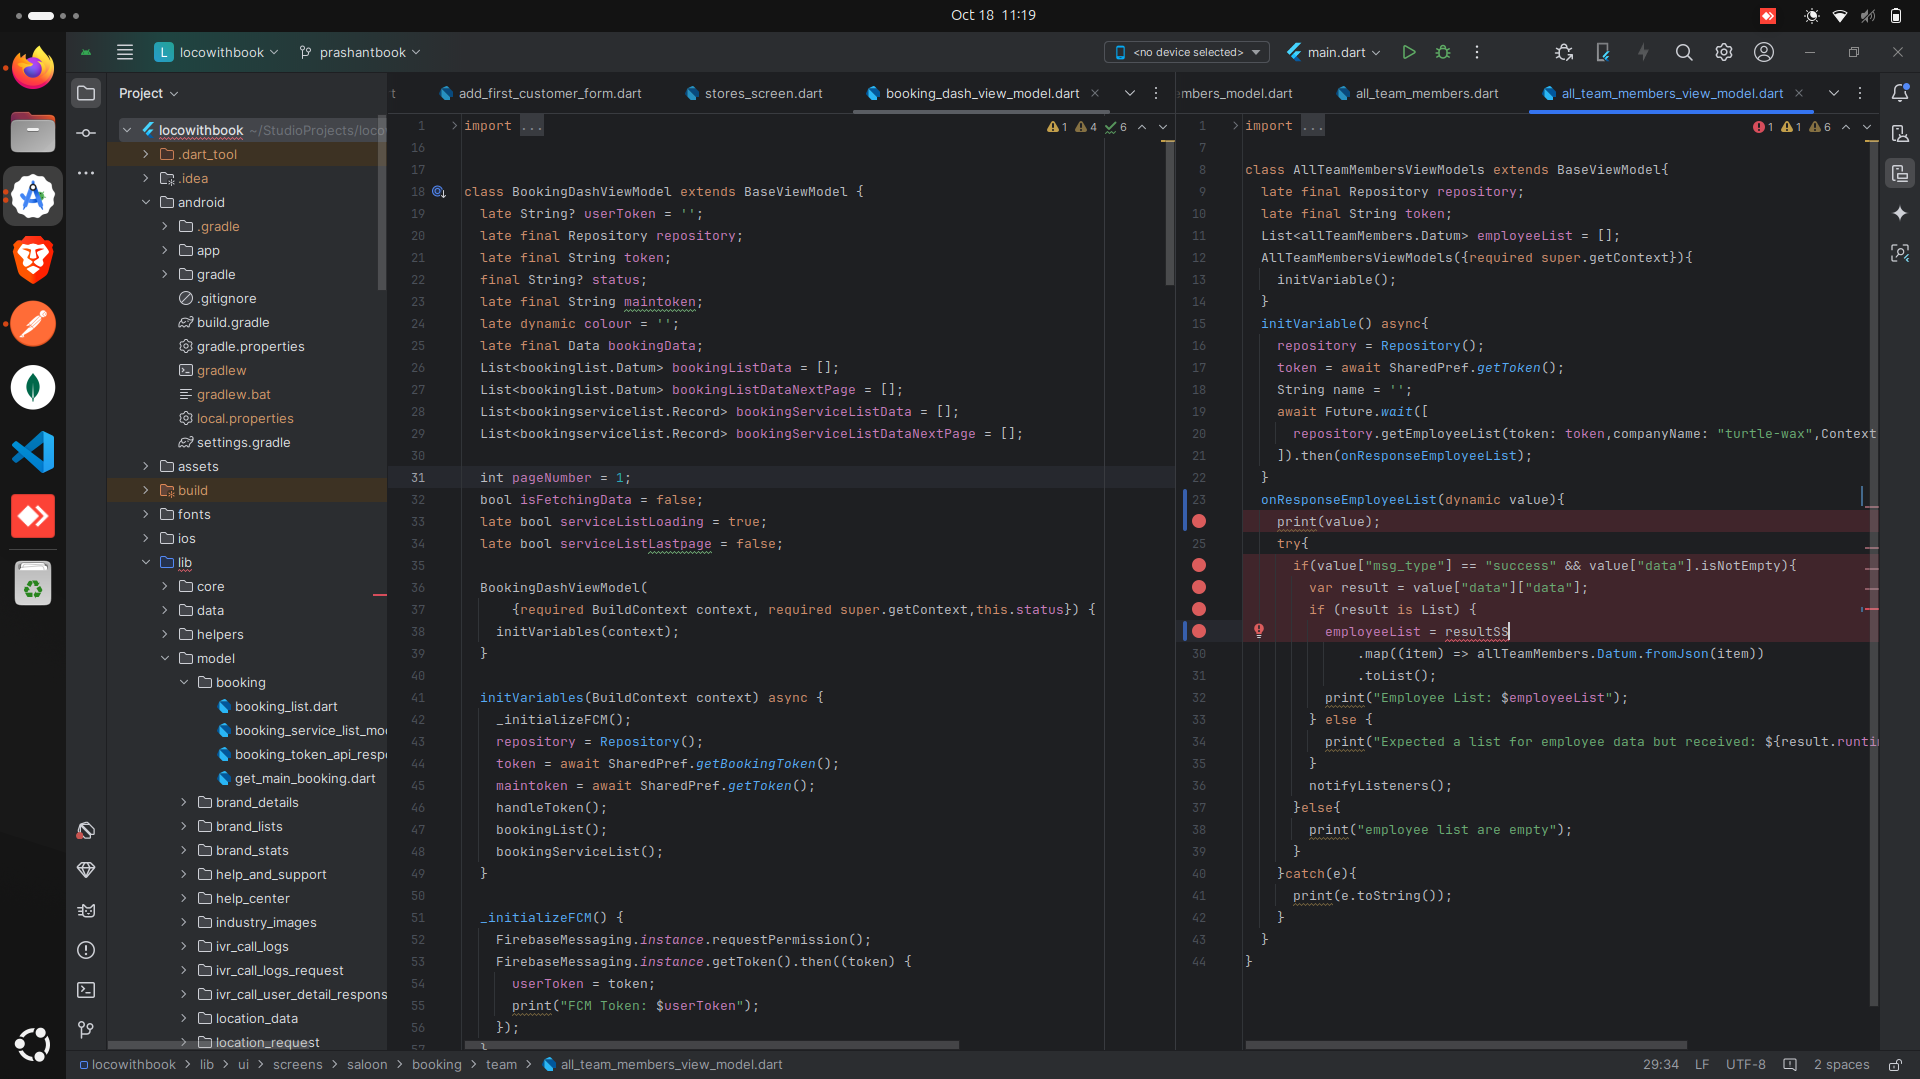 Oct 18 11:19
L locowithbook
prashantbook
<no device selected>
main.dart
Project
add_first_customer_form.dart
stores_screen.dart
booking_dash_view_model.dart
mbers_model.dart
all_team_members.dart
all_team_members_view_model.dart
locowithbook ~/StudioProjects/loco
.dart_tool
.idea
android
.gradle
app
gradle
.gitignore
build.gradle
gradle.properties
gradlew
gradlew.bat
local.properties
settings.gradle
assets
build
fonts
ios
lib
core
data
helpers
model
booking
booking_list.dart
booking_service_list_mo
booking_token_api_resp
get_main_booking.dart
brand_details
brand_lists
brand_stats
help_and_support
help_center
industry_images
ivr_call_logs
ivr_call_logs_request
ivr_call_user_detail_respons
location_data
location_request
1 import ...
1 4 6
16
17
18 class BookingDashViewModel extends BaseViewModel {
19 late String? userToken = '';
20 late final Repository repository;
21 late final String token;
22 final String? status;
23 late final String maintoken;
24 late dynamic colour = '';
25 late final Data bookingData;
26 List<bookinglist.Datum> bookingListData = [];
27 List<bookinglist.Datum> bookingListDataNextPage = [];
28 List<bookingservicelist.Record> bookingServiceListData = [];
29 List<bookingservicelist.Record> bookingServiceListDataNextPage = [];
30
31 int pageNumber = 1;
32 bool isFetchingData = false;
33 late bool serviceListLoading = true;
34 late bool serviceListLastpage = false;
35
36 BookingDashViewModel(
37 {required BuildContext context, required super.getContext,this.status}) {
38 initVariables(context);
39 }
40
41 initVariables(BuildContext context) async {
42 _initializeFCM();
43 repository = Repository();
44 token = await SharedPref.getBookingToken();
45 maintoken = await SharedPref.getToken();
46 handleToken();
47 bookingList();
48 bookingServiceList();
49 }
50
51 _initializeFCM() {
52 FirebaseMessaging.instance.requestPermission();
53 FirebaseMessaging.instance.getToken().then((token) {
54 userToken = token;
55 print("FCM Token: $userToken");
56 });
57 }
1 import ...
1 1 6
7
8 class AllTeamMembersViewModels extends BaseViewModel{
9 late final Repository repository;
10 late final String token;
11 List<allTeamMembers.Datum> employeeList = [];
12 AllTeamMembersViewModels({required super.getContext}){
13 initVariable();
14 }
15 initVariable() async{
16 repository = Repository();
17 token = await SharedPref.getToken();
18 String name = '';
19 await Future.wait([
20 repository.getEmployeeList(token: token,companyName: "turtle-wax",Context
21 ]).then(onResponseEmployeeList);
22 }
23 onResponseEmployeeList(dynamic value){
print(value);
25 try{
if(value["msg_type"] == "success" && value["data"].isNotEmpty){
var result = value["data"]["data"];
if (result is List) {
employeeList = resultSS
30 .map((item) => allTeamMembers.Datum.fromJson(item))
31 .toList();
32 print("Employee List: $employeeList");
33 } else {
34 print("Expected a list for employee data but received: ${result.runti
35 }
36 notifyListeners();
37 }else{
38 print("employee list are empty");
39 }
40 }catch(e){
41 print(e.toString());
42 }
43 }
44 }
locowithbook > lib > ui > screens > saloon > booking > team > all_team_members_view_model.dart
29:34 LF UTF-8 2 spaces